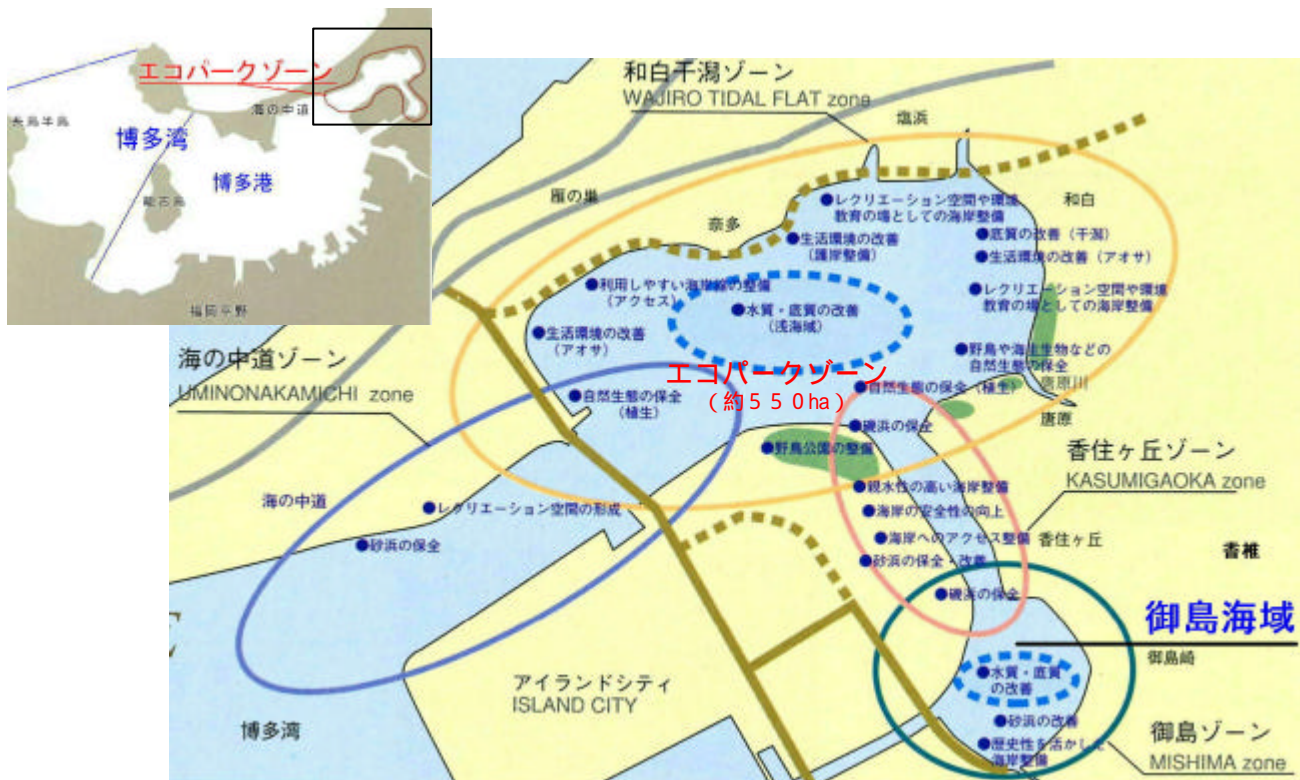 エコパークゾーン
海の中道
博多湾
博多港
能古島
福岡平野
和白干潟ゾーン
WAJIRO TIDAL FLAT zone
塩浜
雁の巣
奈多
和白
●レクリエーション空間や環境
教育の場としての海岸整備
●生活環境の改善
(護岸整備)
●底質の改善(干潟)
●生活環境の改善(アオサ)
●利用しやすい海岸線の整備
(アクセス)
●水質・底質の改善
(浅海域)
●レクリエーション空間や環境
教育の場としての海岸整備
●生活環境の改善
(アオサ)
●野鳥や海生生物などの
自然生態の保全
唐原川
海の中道ゾーン
UMINONAKAMICHI zone
エコパークゾーン
(約550ha)
●自然生態の保全(植生)
●自然生態の保全
(植生)
唐原
●磯浜の保全
●野鳥公園の整備
香住ヶ丘ゾーン
KASUMIGAOKA zone
●親水性の高い海岸整備
海の中道
●レクリエーション空間の形成
●海岸の安全性の向上
●砂浜の保全
●海岸へのアクセス整備
香住ヶ丘
香椎
●砂浜の保全・改善
●磯浜の保全
御島海域
御島崎
●水質・底質
の改善
アイランドシティ
ISLAND CITY
●砂浜の改善
博多湾
●歴史性を活かした
海岸整備
御島ゾーン
MISHIMA zone